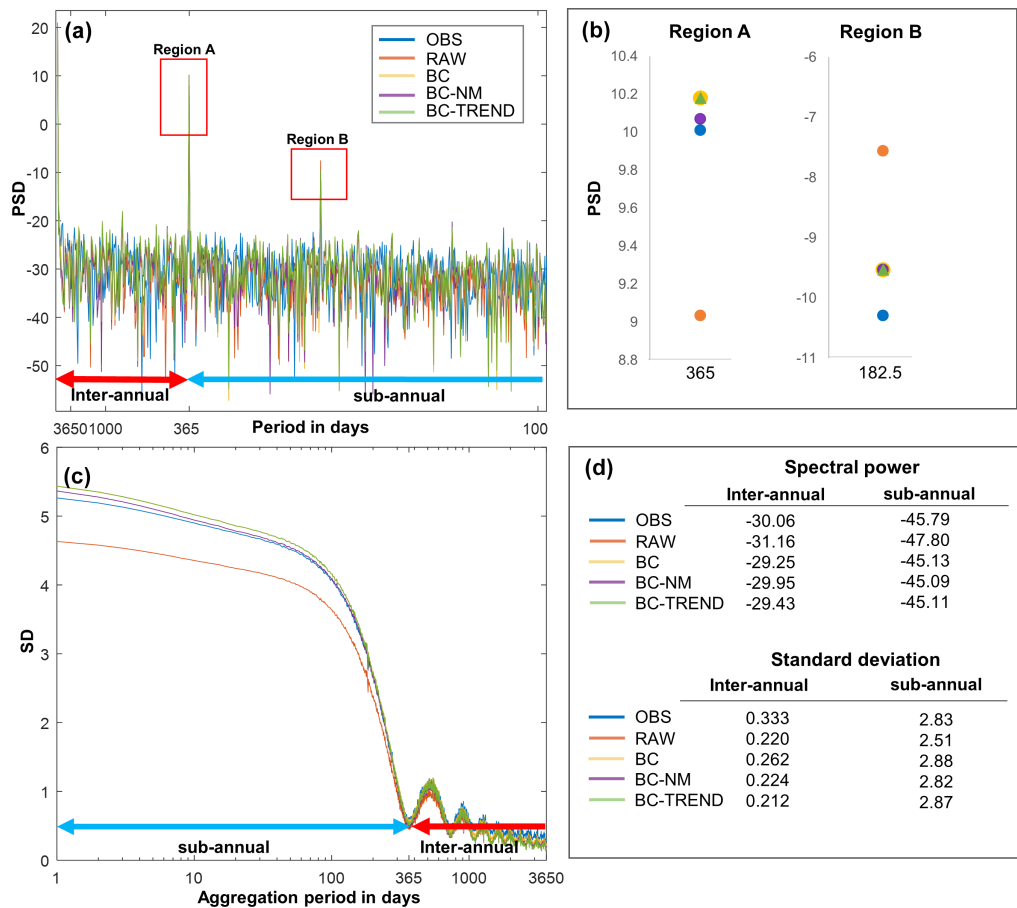 (a)
20
10
0
-10
-20
-30
-40
-50
PSD
Region A
Region B
OBS
RAW
BC
BC-NM
BC-TREND
Inter-annual
sub-annual
3650 1000 365 100
Period in days
(b)
Region A
Region B
10.4
10.2
10
9.8
9.6
9.4
9.2
9
8.8
PSD
365
-6
-7
-8
-9
-10
-11
182.5
(c)
6
5
4
3
2
1
0
SD
sub-annual
Inter-annual
1 10 100 365 1000 3650
Aggregation period in days
(d)
Spectral power
Inter-annual sub-annual
OBS -30.06 -45.79
RAW -31.16 -47.80
BC -29.25 -45.13
BC-NM -29.95 -45.09
BC-TREND -29.43 -45.11
Standard deviation
Inter-annual sub-annual
OBS 0.333 2.83
RAW 0.220 2.51
BC 0.262 2.88
BC-NM 0.224 2.82
BC-TREND 0.212 2.87